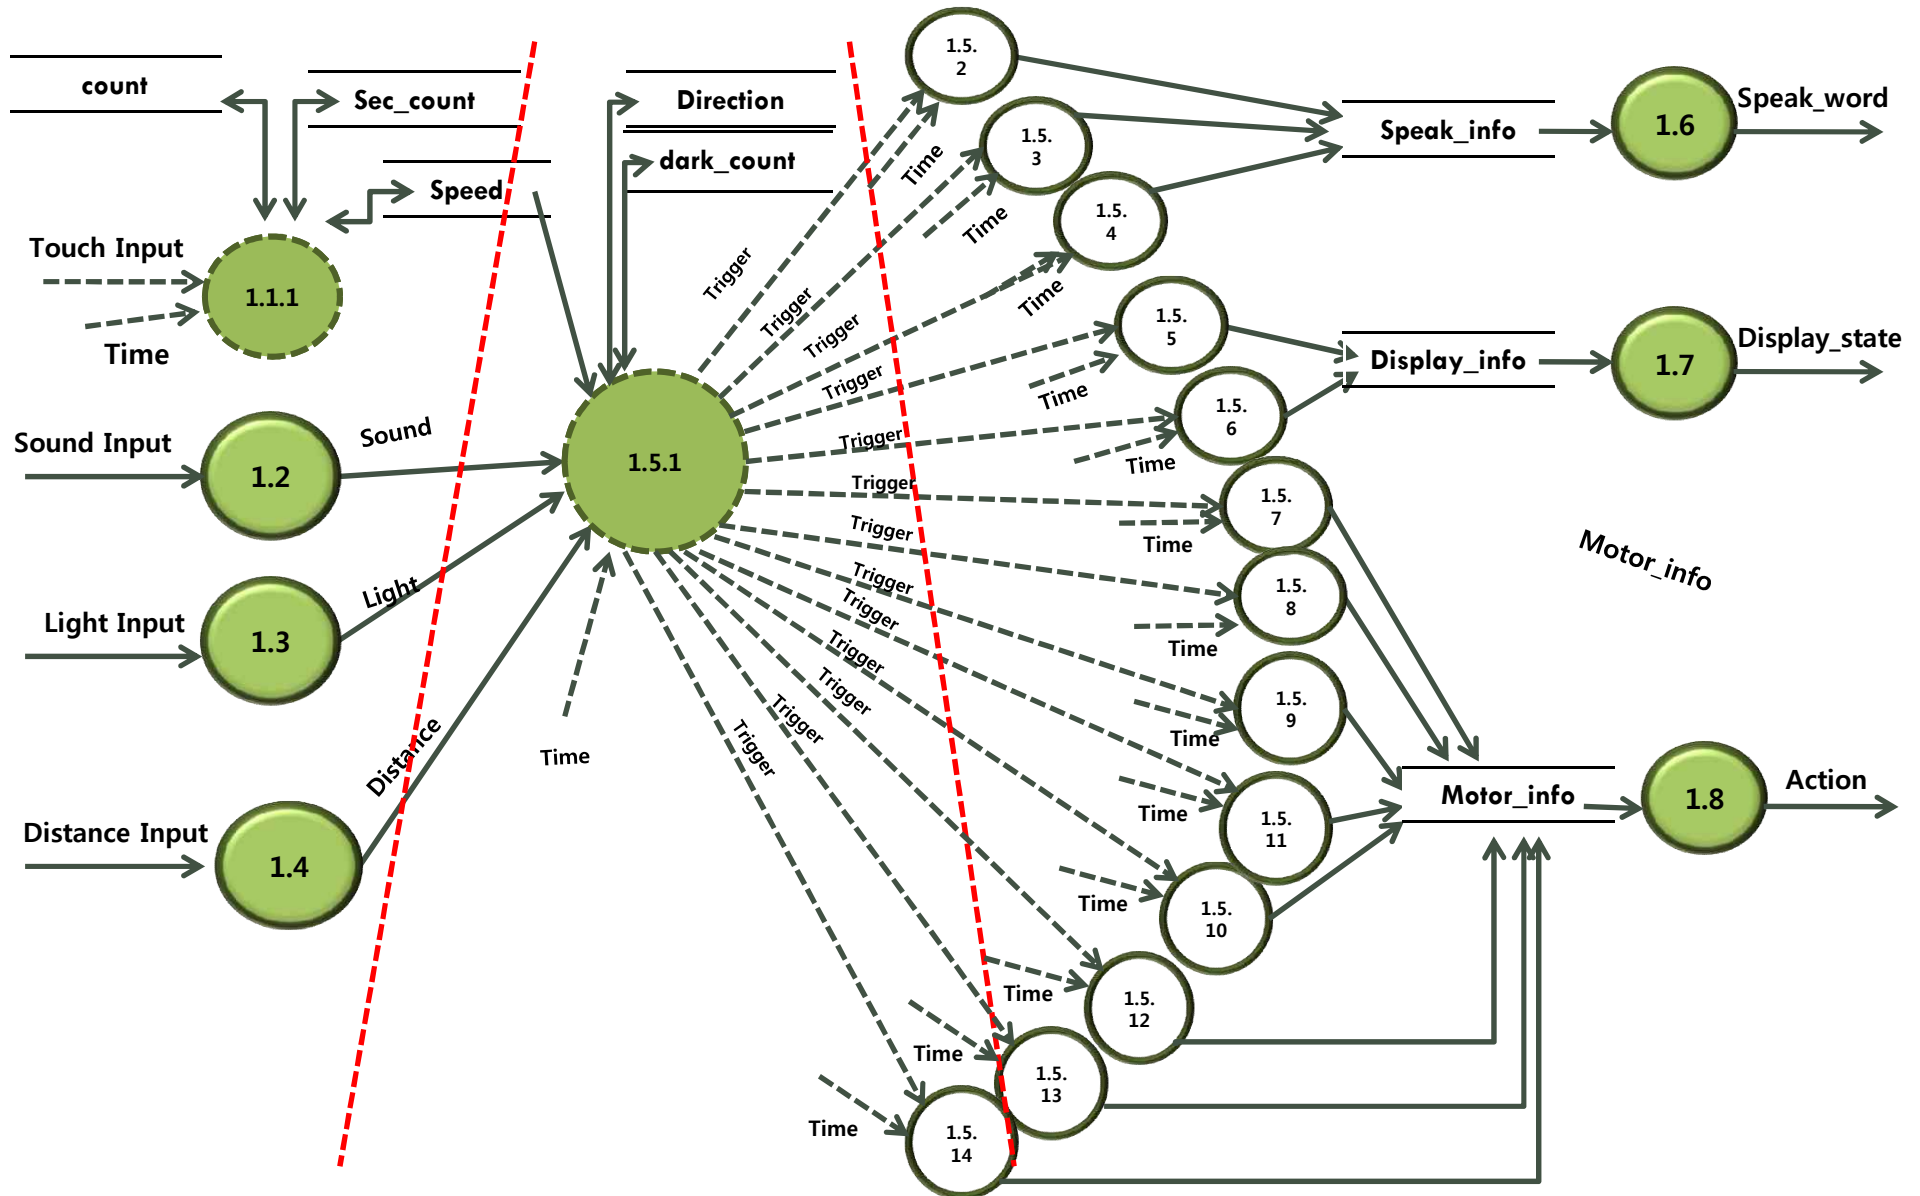 count
Sec_count
Speed
Direction
dark_count
Touch Input
Time
1.1.1
Sound Input
1.2
Sound
Light Input
1.3
Light
Distance Input
1.4
Distance
1.5.1
Time
Trigger
Trigger
Trigger
Trigger
Trigger
Trigger
Trigger
Trigger
Trigger
Trigger
Trigger
Trigger
Trigger
1.5.
2
Time
1.5.
3
Time
1.5.
4
Time
1.5.
5
Time
1.5.
6
Time
1.5.
7
Time
1.5.
8
Time
1.5.
9
Time
1.5.
11
Time
1.5.
10
Time
1.5.
12
Time
1.5.
13
Time
1.5.
14
Time
Speak_info
1.6
Speak_word
Display_info
1.7
Display_state
Motor_info
Motor_info
1.8
Action